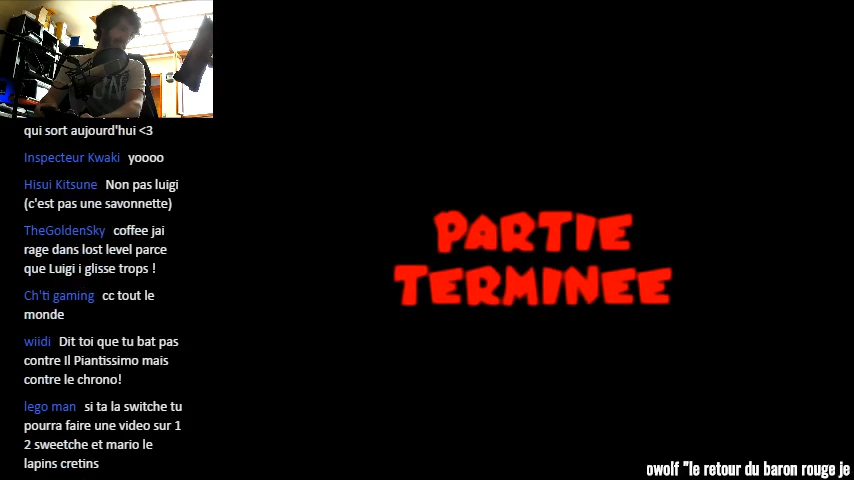 qui sort aujourd'hui <3
Inspecteur Kwaki yoooo
Hisui Kitsune Non pas luigi
(c'est pas une savonnette)
TheGoldenSky coffee jai
rage dans lost level parce
que Luigi i glisse trops !
Ch'ti gaming cc tout le
monde
wiidi Dit toi que tu bat pas
contre Il Piantissimo mais
contre le chrono!
lego man si ta la switche tu
pourra faire une video sur 1
2 sweetche et mario le
lapins cretins
PARTIE
TERMINEE
owolf "le retour du baron rouge je